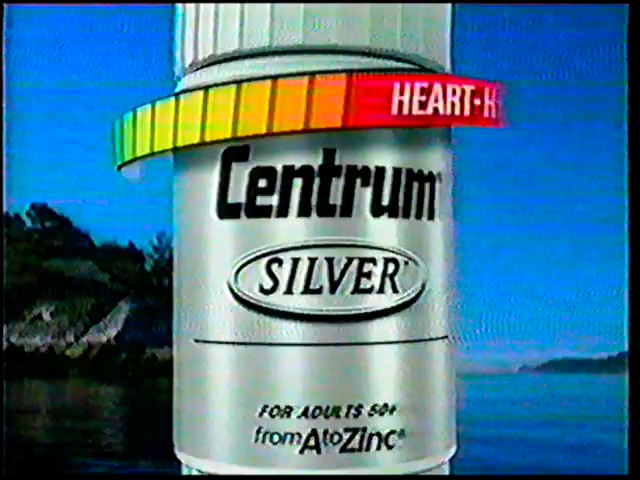 HEART·H
Centrum
SILVER
FOR ADULTS 50+
from A to Zinc®